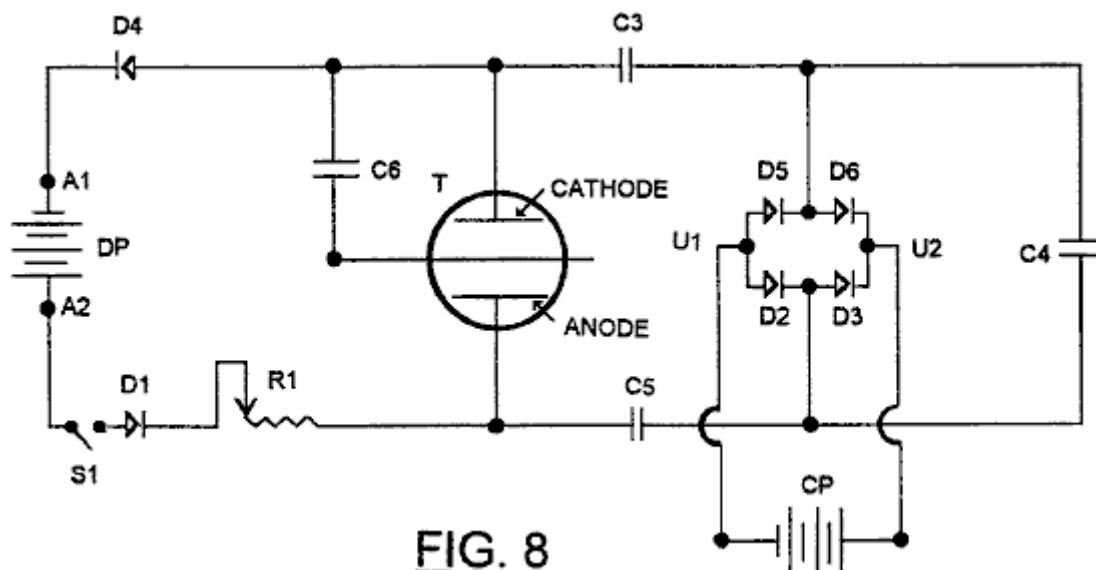 D4
C3
A1
C6
T
CATHODE
D5
D6
DP
U1
U2
C4
A2
D2
D3
ANODE
D1
R1
C5
S1
CP
FIG. 8